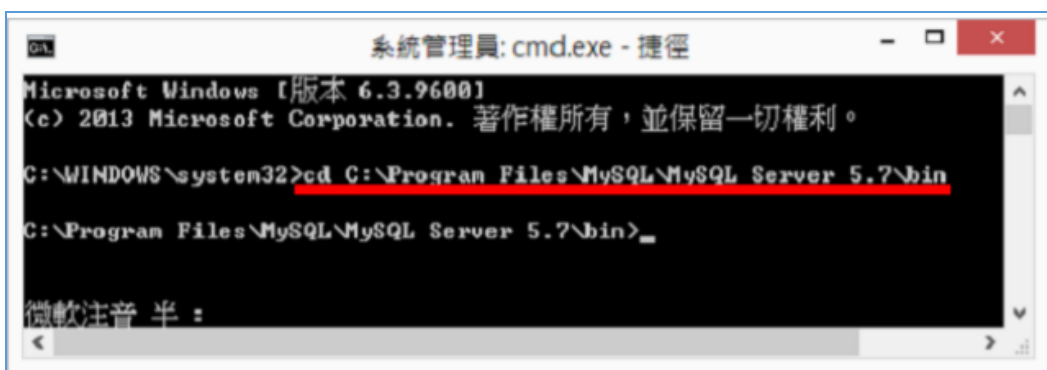 系統管理員: cmd.exe - 捷徑
Microsoft Windows [版本 6.3.9600]
(c) 2013 Microsoft Corporation. 著作權所有，並保留一切權利。
C:\WINDOWS\system32>cd C:\Program Files\MySQL\MySQL Server 5.7\bin
C:\Program Files\MySQL\MySQL Server 5.7\bin>_
微軟注音 半 :